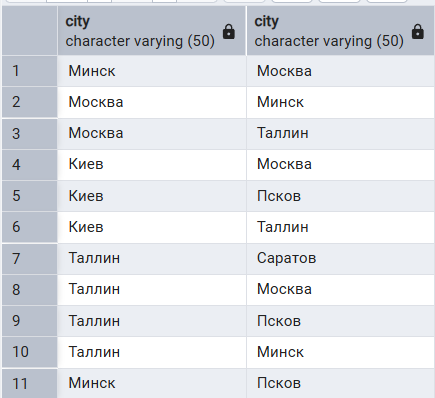 city city
character varying (50) character varying (50)
1 Минск Москва
2 Москва Минск
3 Москва Таллин
4 Киев Москва
5 Киев Псков
6 Киев Таллин
7 Таллин Саратов
8 Таллин Москва
9 Таллин Псков
10 Таллин Минск
11 Минск Псков